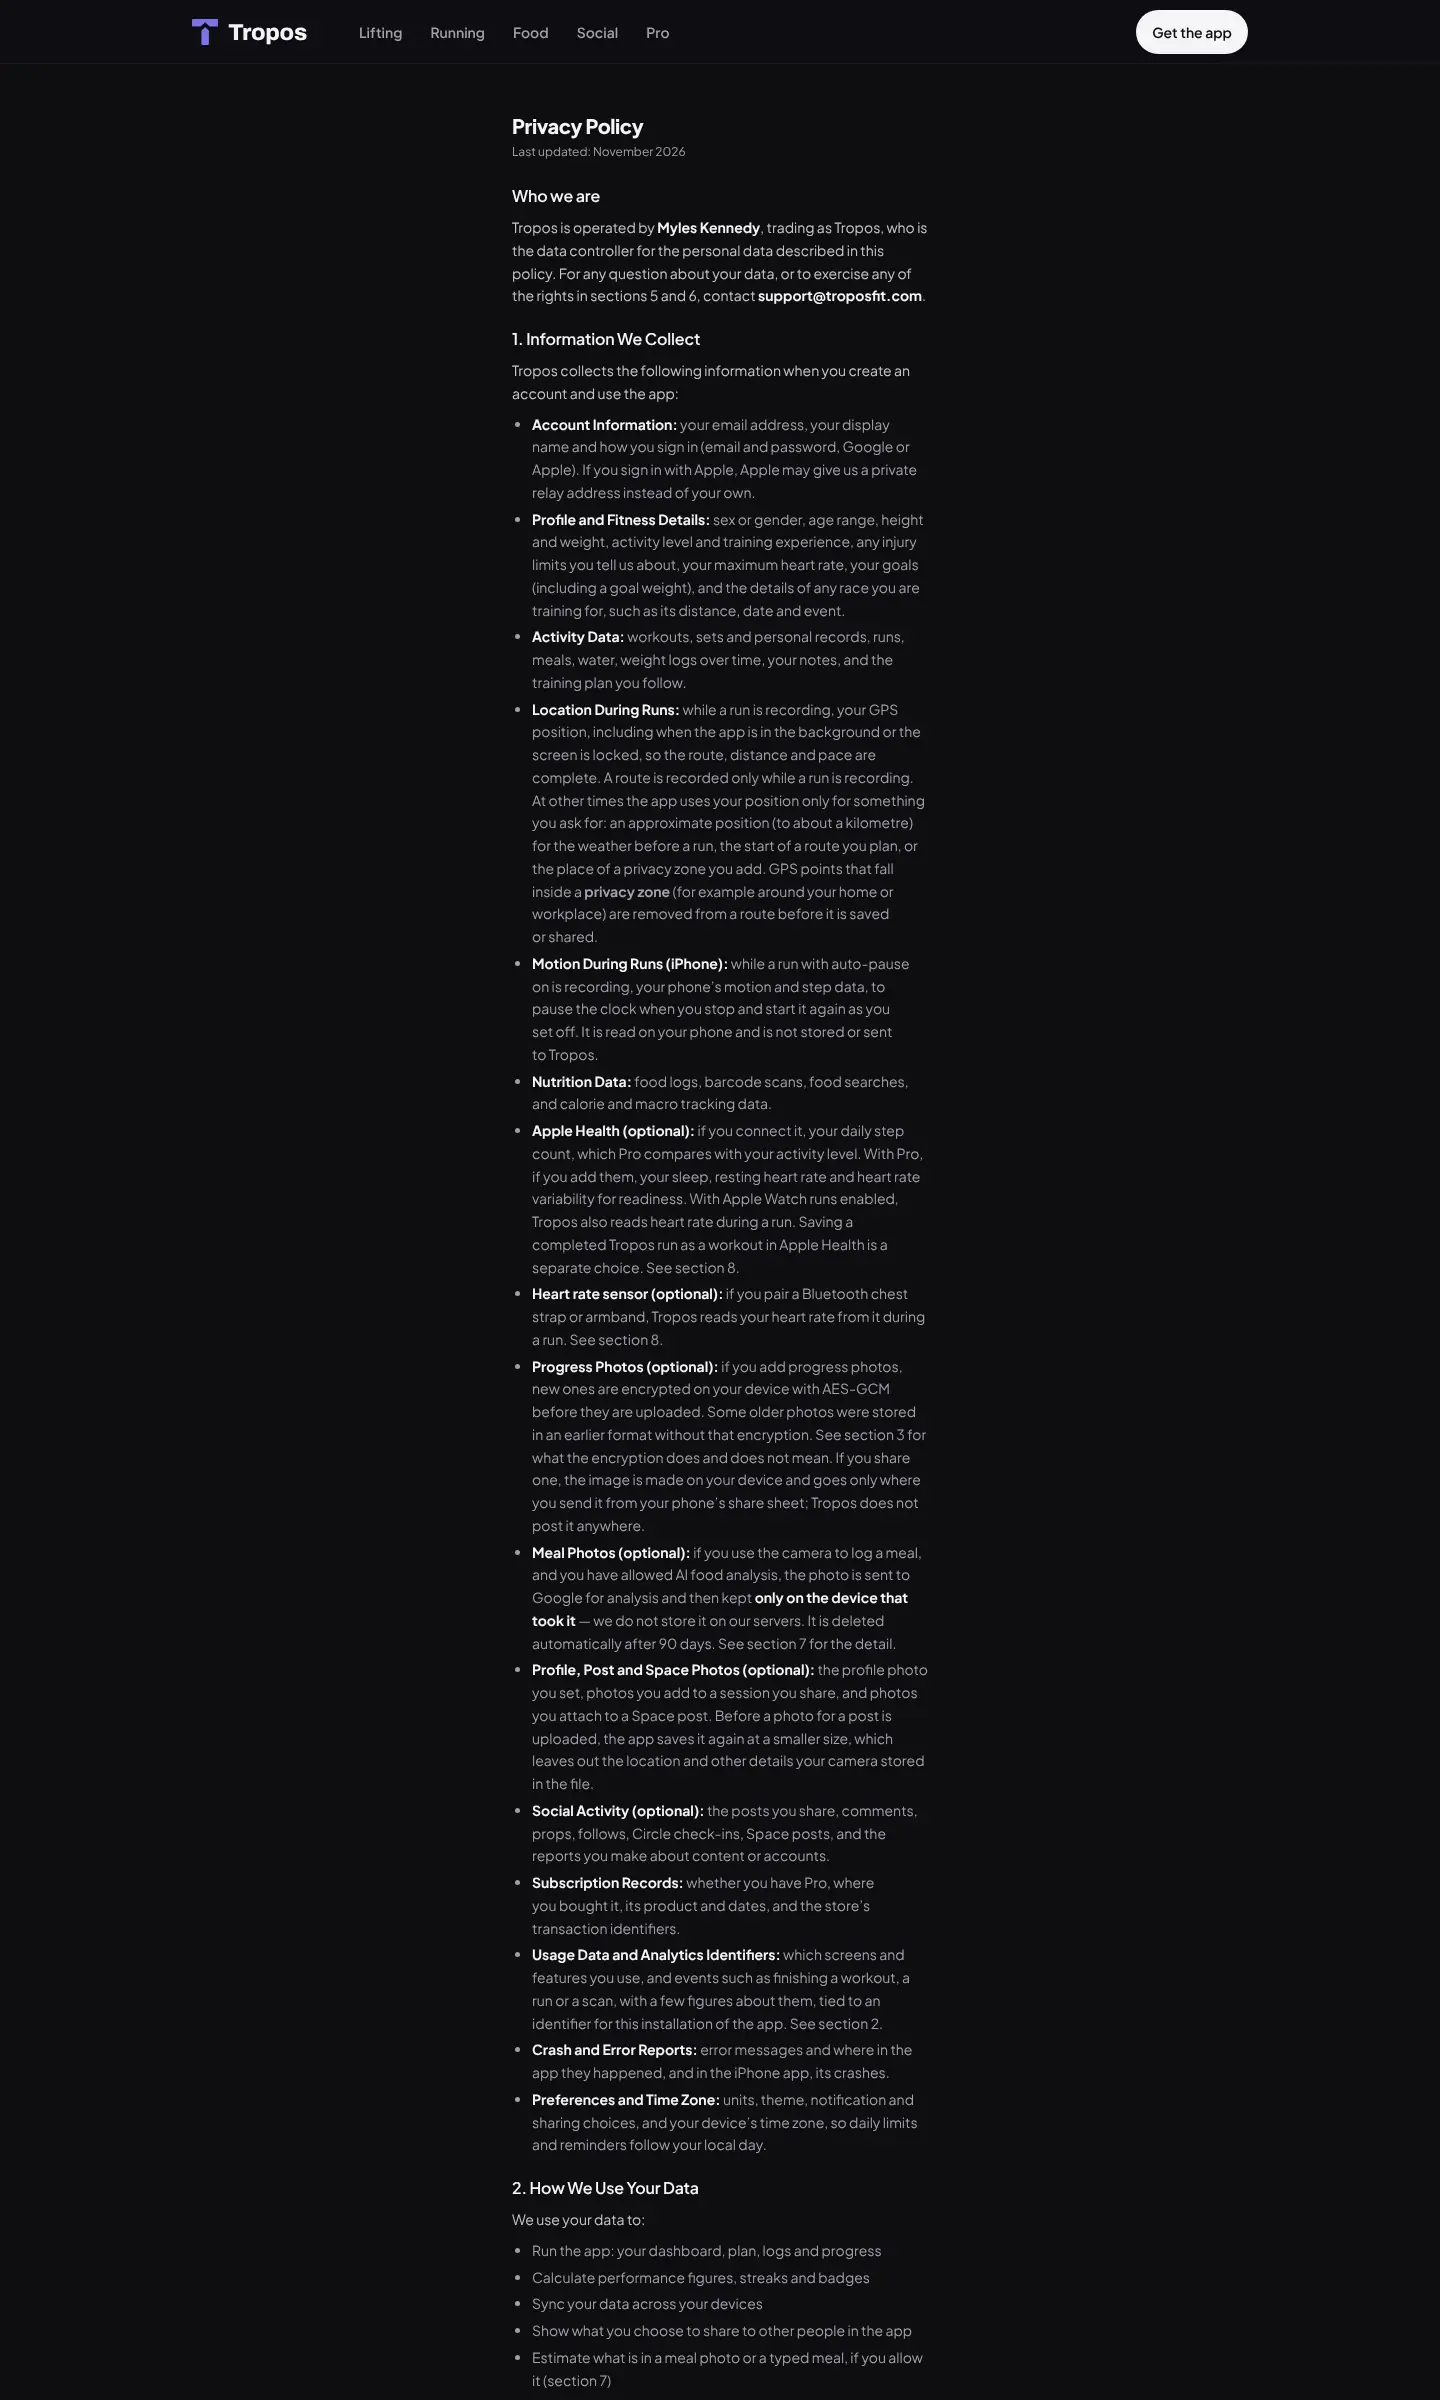 Tropos
Lifting
Running
Food
Social
Pro
Get the app
Privacy Policy
Last updated: November 2026
Who we are
Tropos is operated by Myles Kennedy, trading as Tropos, who is
the data controller for the personal data described in this
policy. For any question about your data, or to exercise any of
the rights in sections 5 and 6, contact support@troposfit.com.
1. Information We Collect
Tropos collects the following information when you create an
account and use the app:
• Account Information: your email address, your display
name and how you sign in (email and password, Google or
Apple). If you sign in with Apple, Apple may give us a private
relay address instead of your own.
• Profile and Fitness Details: sex or gender, age range, height
and weight, activity level and training experience, any injury
limits you tell us about, your maximum heart rate, your goals
(including a goal weight), and the details of any race you are
training for, such as its distance, date and event.
• Activity Data: workouts, sets and personal records, runs,
meals, water, weight logs over time, your notes, and the
training plan you follow.
• Location During Runs: while a run is recording, your GPS
position, including when the app is in the background or the
screen is locked, so the route, distance and pace are
complete. A route is recorded only while a run is recording.
At other times the app uses your position only for something
you ask for: an approximate position (to about a kilometre)
for the weather before a run, the start of a route you plan, or
the place of a privacy zone you add. GPS points that fall
inside a privacy zone (for example around your home or
workplace) are removed from a route before it is saved
or shared.
• Motion During Runs (iPhone): while a run with auto-pause
on is recording, your phone's motion and step data, to
pause the clock when you stop and start it again as you
set off. It is read on your phone and is not stored or sent
to Tropos.
• Nutrition Data: food logs, barcode scans, food searches,
and calorie and macro tracking data.
• Apple Health (optional): if you connect it, your daily step
count, which Pro compares with your activity level. With Pro,
if you add them, your sleep, resting heart rate and heart rate
variability for readiness. With Apple Watch runs enabled,
Tropos also reads heart rate during a run. Saving a
completed Tropos run as a workout in Apple Health is a
separate choice. See section 8.
• Heart rate sensor (optional): if you pair a Bluetooth chest
strap or armband, Tropos reads your heart rate from it during
a run. See section 8.
• Progress Photos (optional): if you add progress photos,
new ones are encrypted on your device with AES-GCM
before they are uploaded. Some older photos were stored
in an earlier format without that encryption. See section 3 for
what the encryption does and does not mean. If you share
one, the image is made on your device and goes only where
you send it from your phone's share sheet; Tropos does not
post it anywhere.
• Meal Photos (optional): if you use the camera to log a meal,
and you have allowed AI food analysis, the photo is sent to
Google for analysis and then kept only on the device that
took it — we do not store it on our servers. It is deleted
automatically after 90 days. See section 7 for the detail.
• Profile, Post and Space Photos (optional): the profile photo
you set, photos you add to a session you share, and photos
you attach to a Space post. Before a photo for a post is
uploaded, the app saves it again at a smaller size, which
leaves out the location and other details your camera stored
in the file.
• Social Activity (optional): the posts you share, comments,
props, follows, Circle check-ins, Space posts, and the
reports you make about content or accounts.
• Subscription Records: whether you have Pro, where
you bought it, its product and dates, and the store's
transaction identifiers.
• Usage Data and Analytics Identifiers: which screens and
features you use, and events such as finishing a workout, a
run or a scan, with a few figures about them, tied to an
identifier for this installation of the app. See section 2.
• Crash and Error Reports: error messages and where in the
app they happened, and in the iPhone app, its crashes.
• Preferences and Time Zone: units, theme, notification and
sharing choices, and your device's time zone, so daily limits
and reminders follow your local day.
2. How We Use Your Data
We use your data to:
• Run the app: your dashboard, plan, logs and progress
• Calculate performance figures, streaks and badges
• Sync your data across your devices
• Show what you choose to share to other people in the app
• Estimate what is in a meal photo or a typed meal, if you allow
it (section 7)